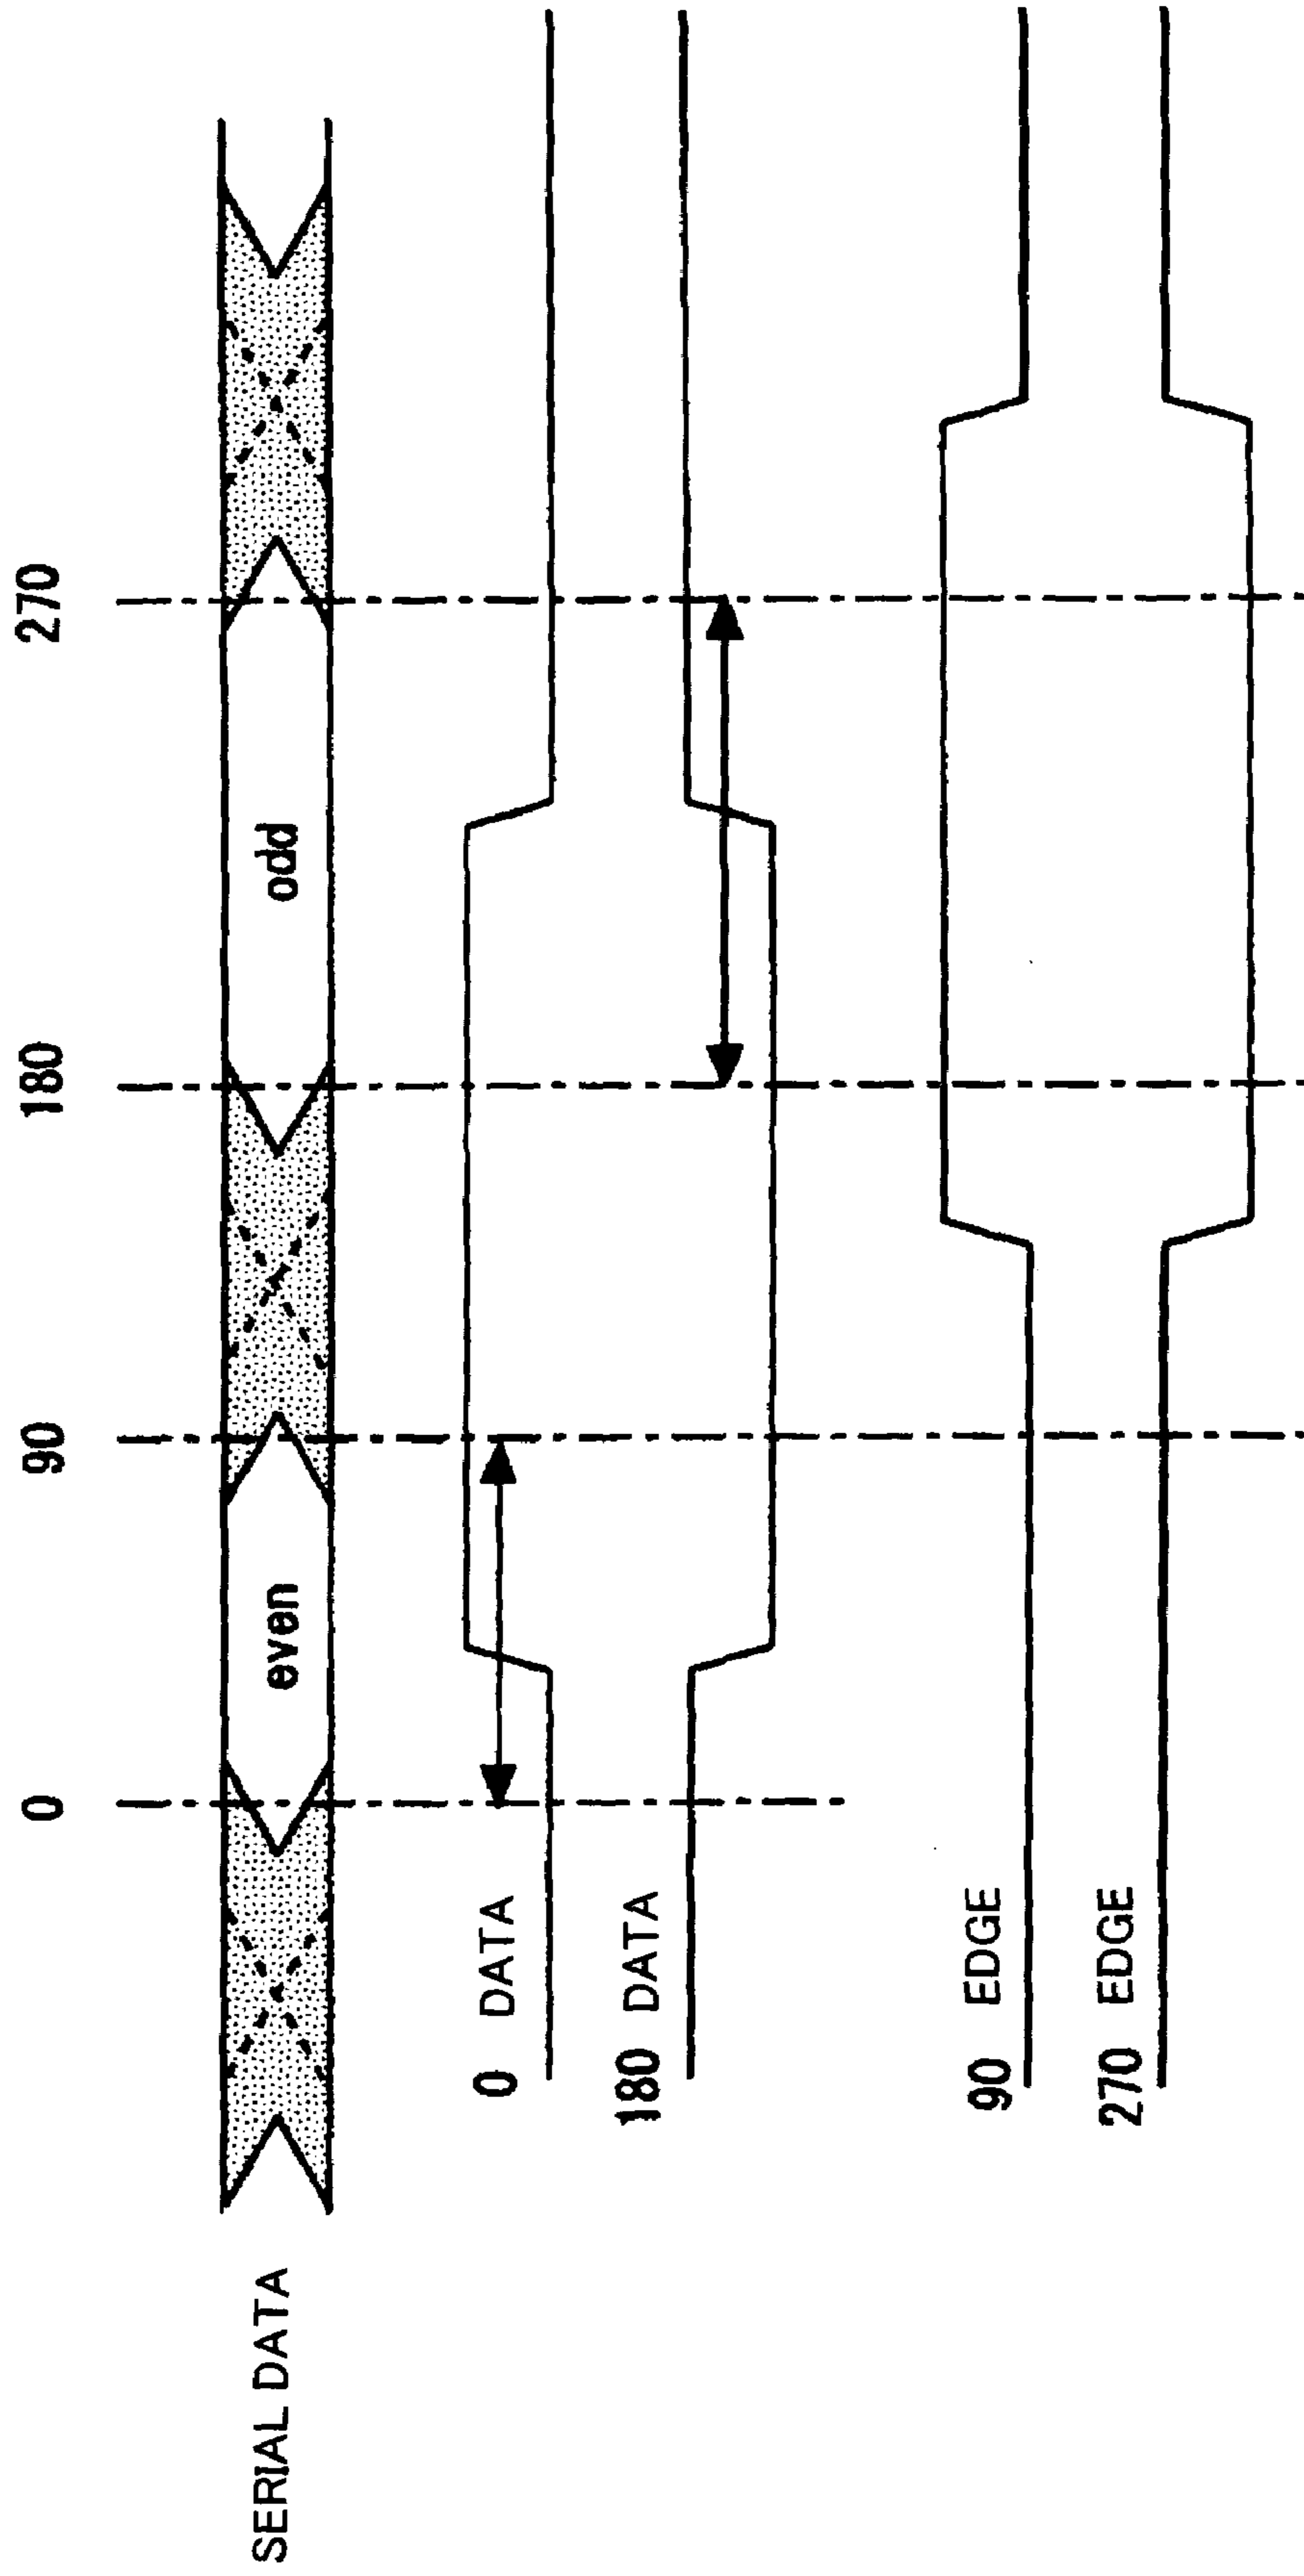 0 90 180 270
SERIAL DATA even odd
0 DATA
180 DATA
90 EDGE
270 EDGE